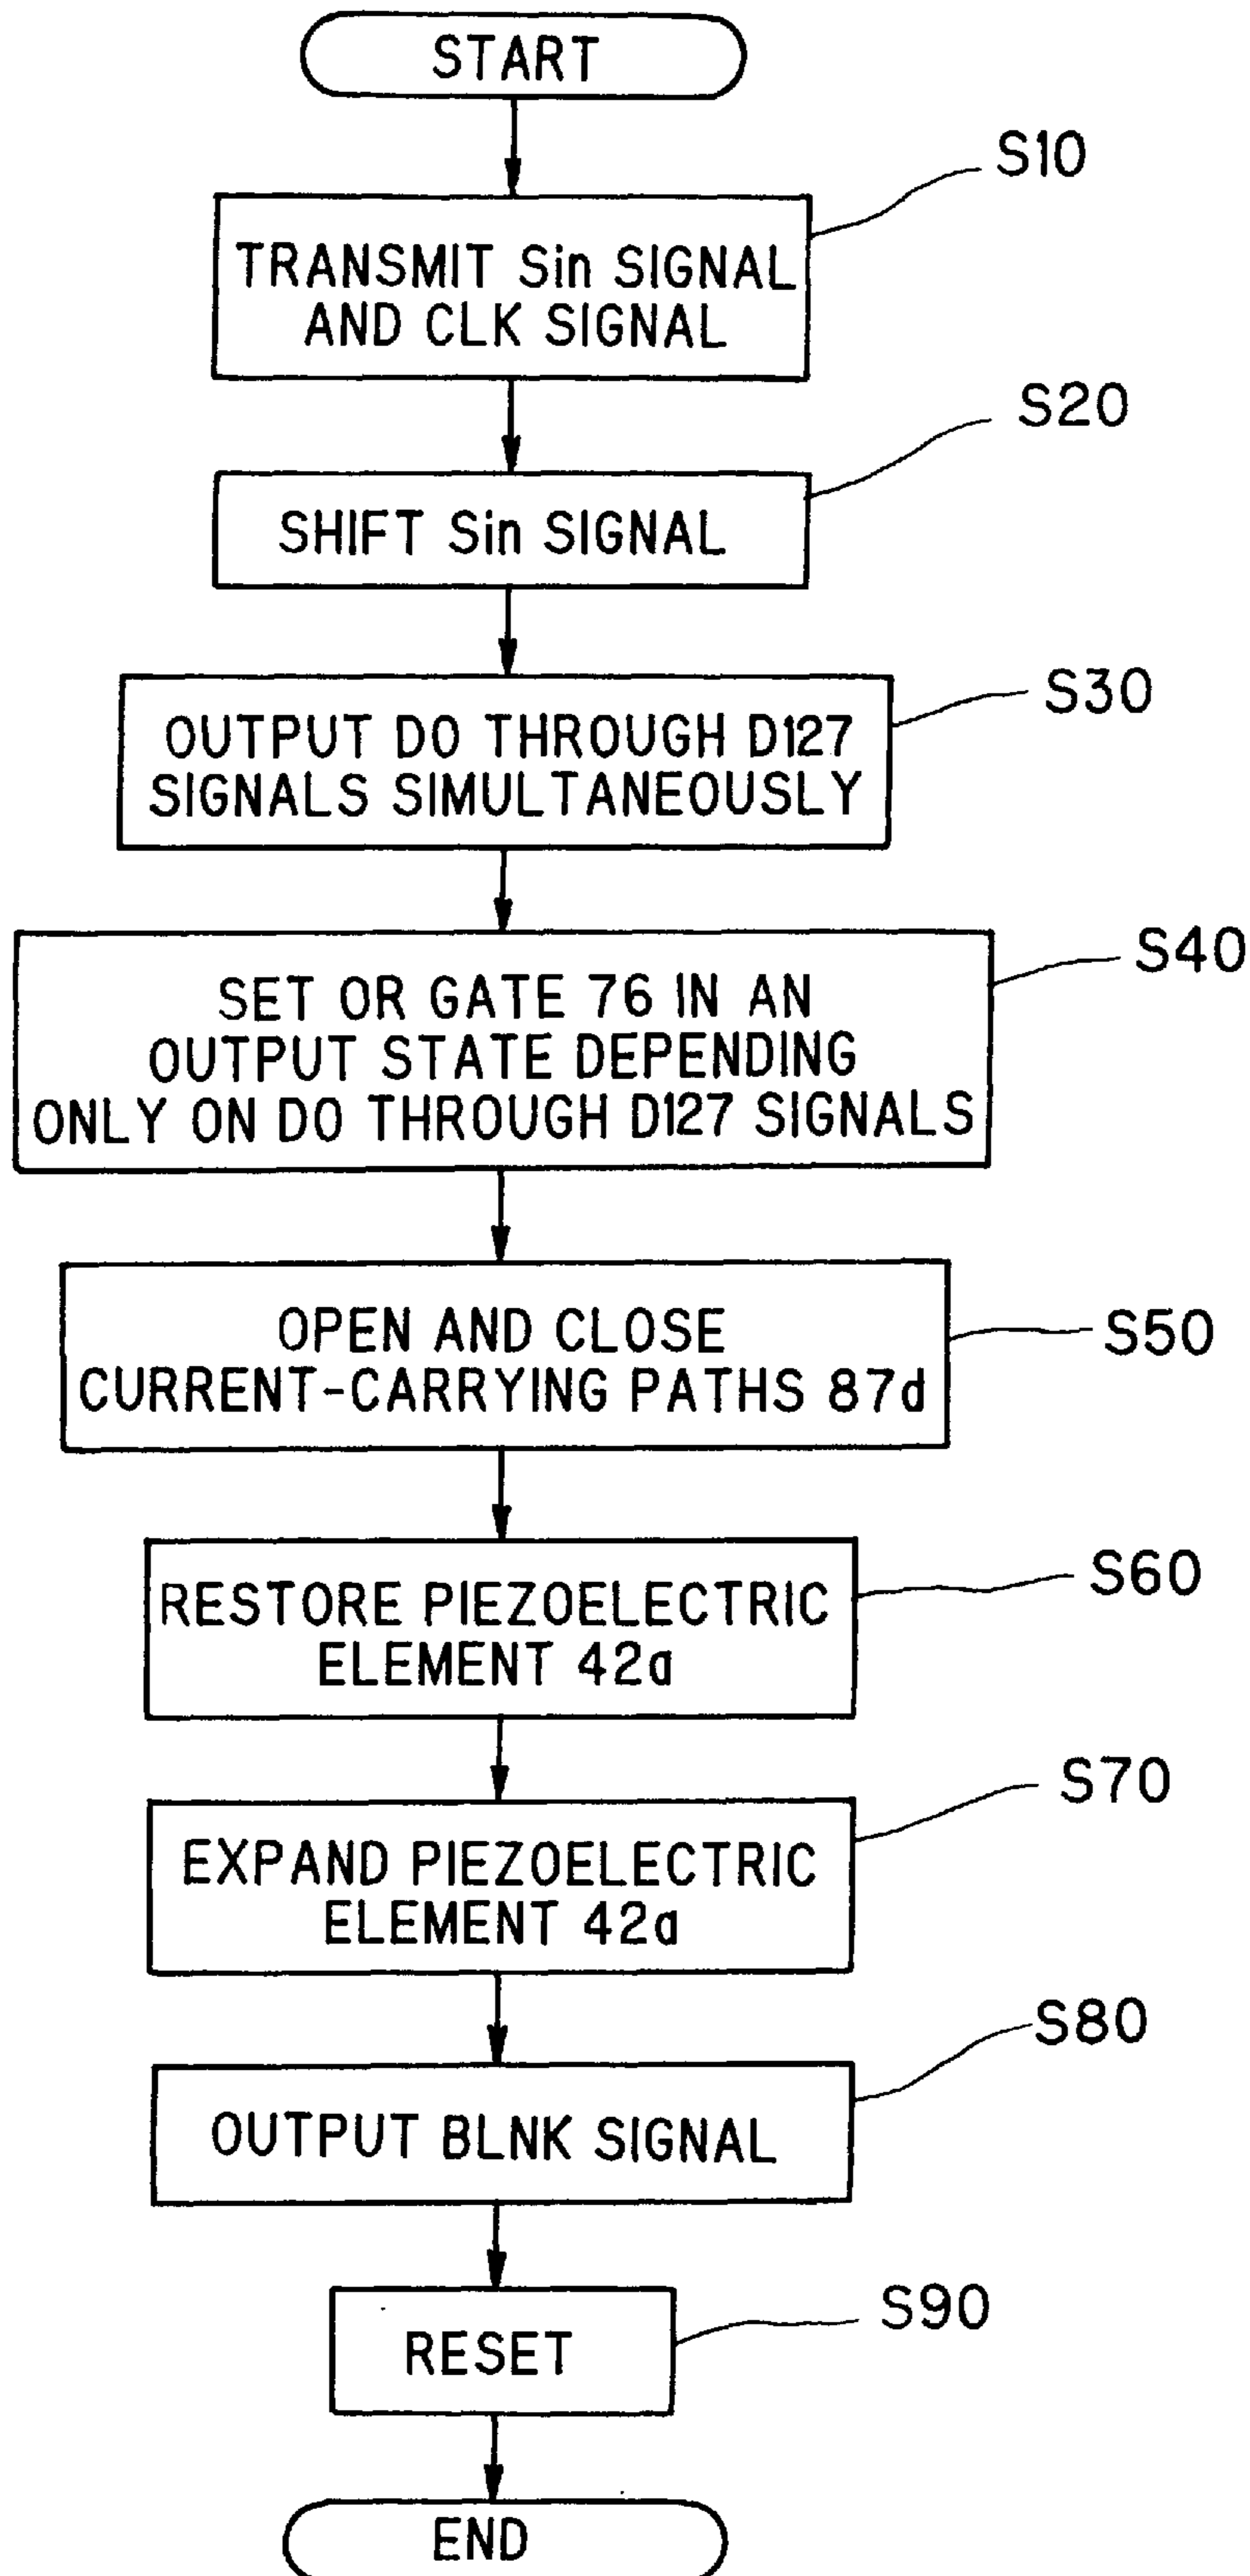 START
S10
TRANSMIT Sin SIGNAL
AND CLK SIGNAL
S20
SHIFT Sin SIGNAL
S30
OUTPUT D0 THROUGH D127
SIGNALS SIMULTANEOUSLY
S40
SET OR GATE 76 IN AN
OUTPUT STATE DEPENDING
ONLY ON D0 THROUGH D127 SIGNALS
S50
OPEN AND CLOSE
CURRENT-CARRYING PATHS 87d
S60
RESTORE PIEZOELECTRIC
ELEMENT 42a
S70
EXPAND PIEZOELECTRIC
ELEMENT 42a
S80
OUTPUT BLNK SIGNAL
S90
RESET
END